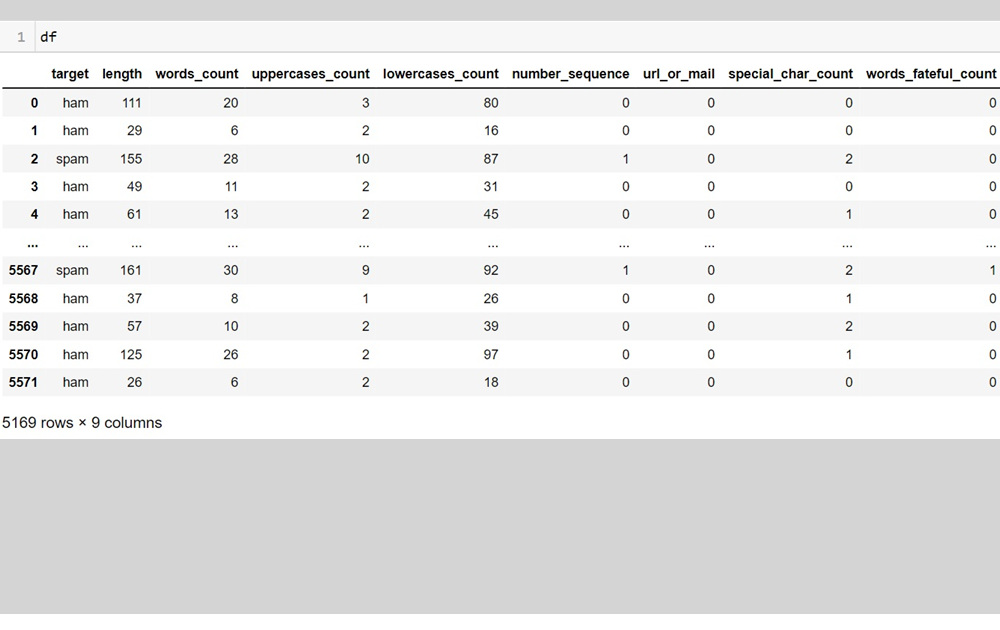 1 df
target length words_count uppercases_count lowercases_count number_sequence url_or_mail special_char_count words_fateful_count
0 ham 111 20 3 80 0 0 0 0
1 ham 29 6 2 16 0 0 0 0
2 spam 155 28 10 87 1 0 2 0
3 ham 49 11 2 31 0 0 0 0
4 ham 61 13 2 45 0 0 1 0
... ... ... ... ... ... ... ... ... ...
5567 spam 161 30 9 92 1 0 2 1
5568 ham 37 8 1 26 0 0 1 0
5569 ham 57 10 2 39 0 0 2 0
5570 ham 125 26 2 97 0 0 1 0
5571 ham 26 6 2 18 0 0 0 0
5169 rows × 9 columns